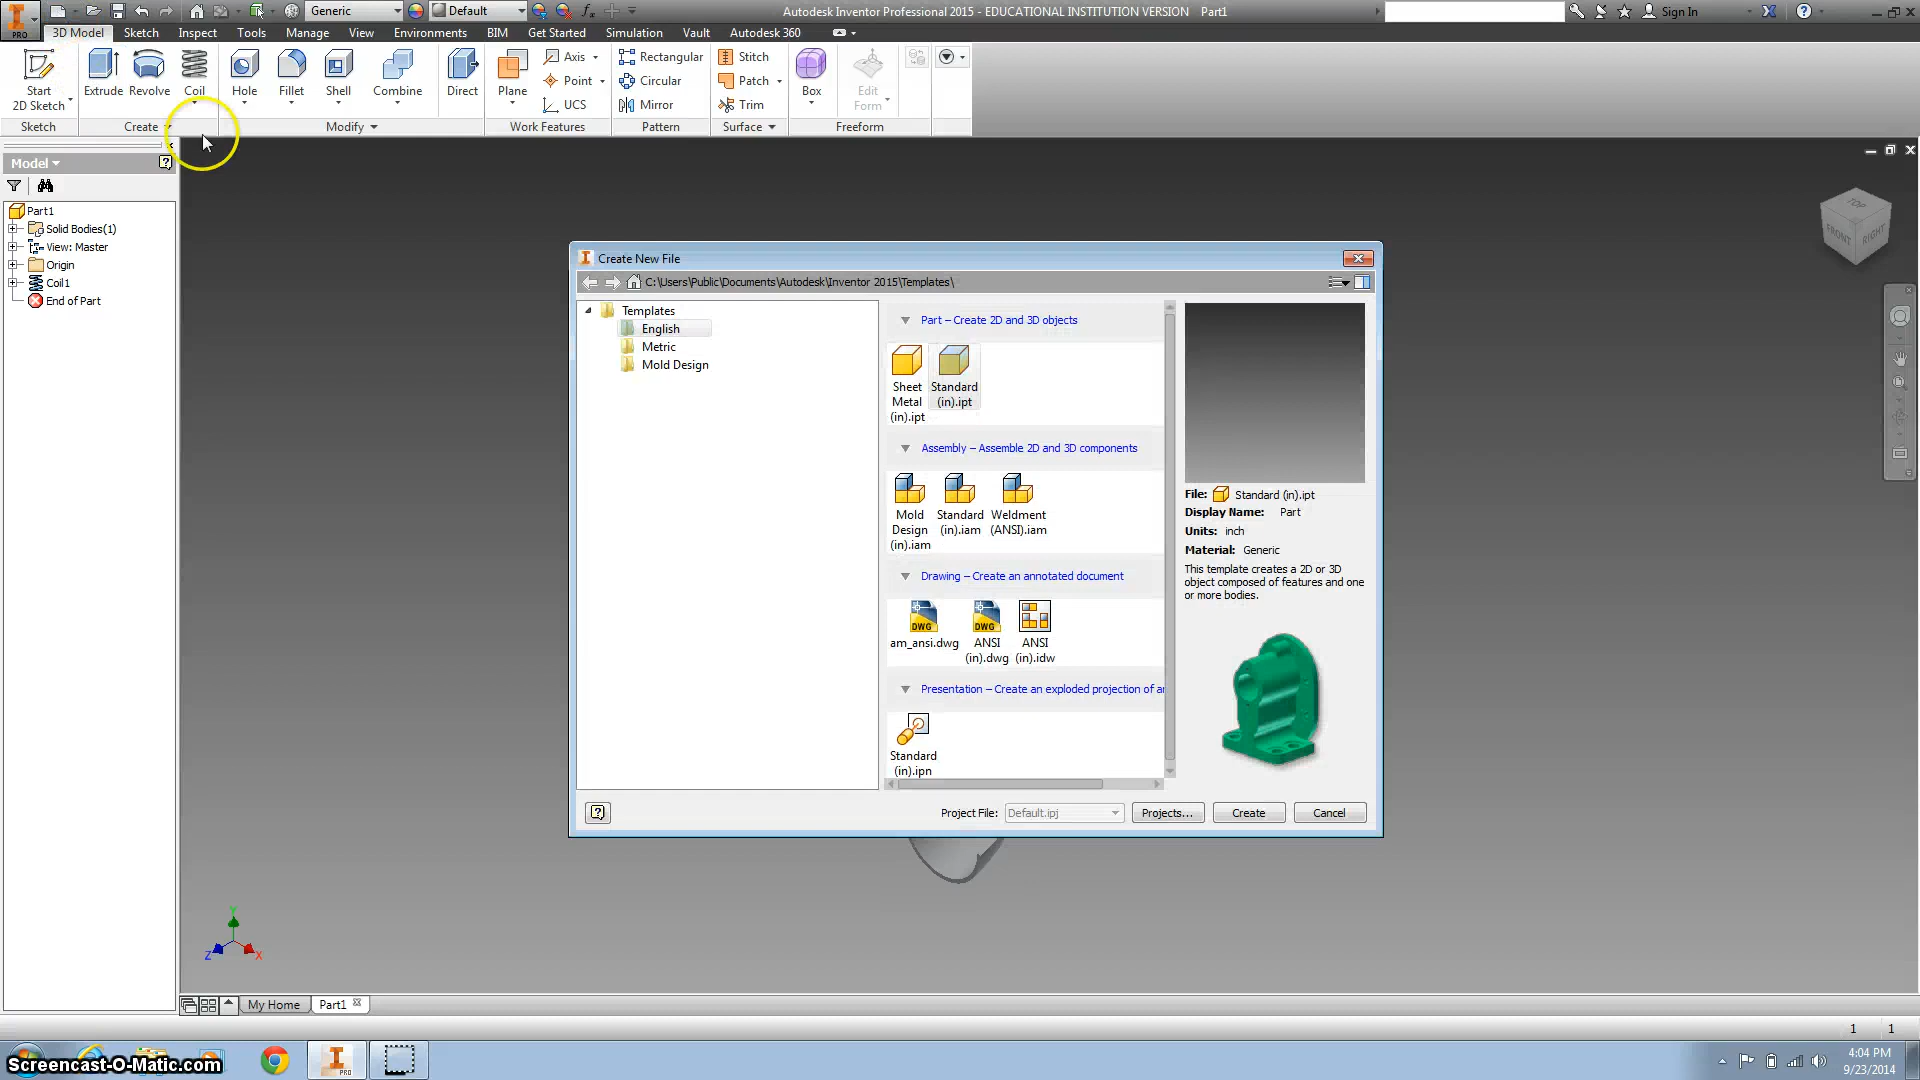 Generic
Default
Autodesk Inventor Professional 2015 - EDUCATIONAL INSTITUTION VERSION Part1
Sign In
PRO
3D Model Sketch Inspect Tools Manage View Environments BIM Get Started Simulation Vault Autodesk 360
Start
2D Sketch
Extrude
Revolve
Coil
Hole
Fillet
Shell
Combine
Direct
Plane
Axis
Point
UCS
Rectangular
Circular
Mirror
Stitch
Patch
Trim
Box
Edit
Form
Sketch
Create
Modify
Work Features
Pattern
Surface
Freeform
Model
Part1
Solid Bodies(1)
View: Master
Origin
Coil1
End of Part
TOP
FRONT
RIGHT
Create New File
C:\Users\Public\Documents\Autodesk\Inventor 2015\Templates\
Templates
English
Metric
Mold Design
Part – Create 2D and 3D objects
Sheet
Metal
(in).ipt
Standard
(in).ipt
Assembly – Assemble 2D and 3D components
Mold
Design
(in).iam
Standard
(in).iam
Weldment
(ANSI).iam
Drawing – Create an annotated document
DWG
am_ansi.dwg
DWG
ANSI
(in).dwg
ANSI
(in).idw
Presentation – Create an exploded projection of
Standard
(in).ipn
File: Standard (in).ipt
Display Name: Part
Units: inch
Material: Generic
This template creates a 2D or 3D
object composed of features and one
or more bodies.
Project File: Default.ipj
Projects...
Create
Cancel
Y
Z
X
My Home
Part1
1 1
PRO
Screencast-O-Matic.com
4:04 PM
9/23/2014